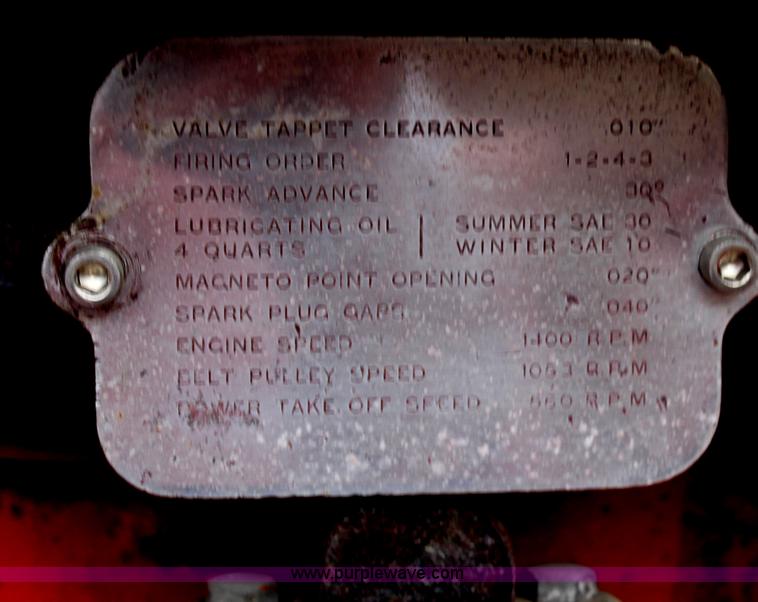 VALVE TAPPET CLEARANCE .010"
FIRING ORDER 1-2-4-3
SPARK ADVANCE 30°
LUBRICATING OIL | SUMMER SAE 30
4 QUARTS | WINTER SAE 10
MAGNETO POINT OPENING .020"
SPARK PLUG GAPS .040"
ENGINE SPEED 1400 R.P.M
BELT PULLEY SPEED 1053 R.P.M
POWER TAKE OFF SPEED R.P.M.
www.purplewave.com